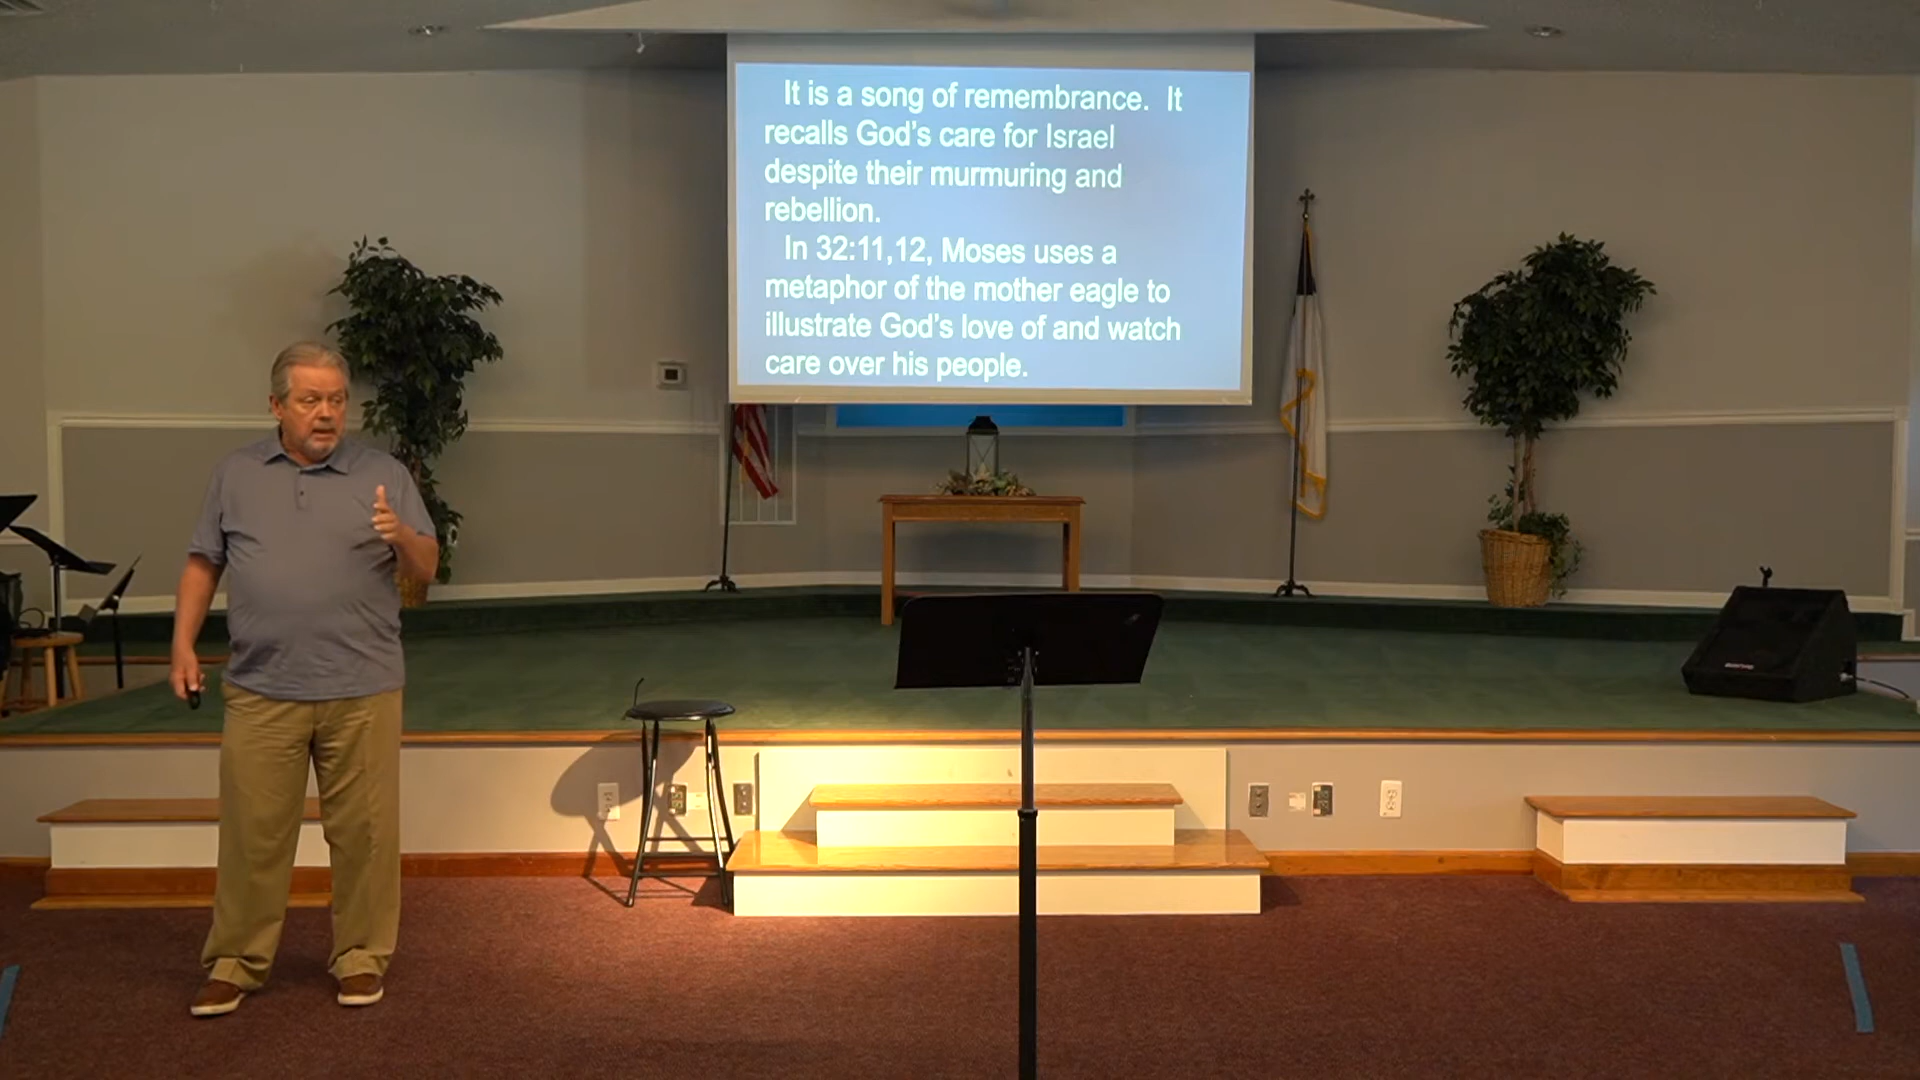 It is a song of remembrance.  It
recalls God's care for Israel
despite their murmuring and
rebellion.
In 32:11,12, Moses uses a
metaphor of the mother eagle to
illustrate God's love of and watch
care over his people.